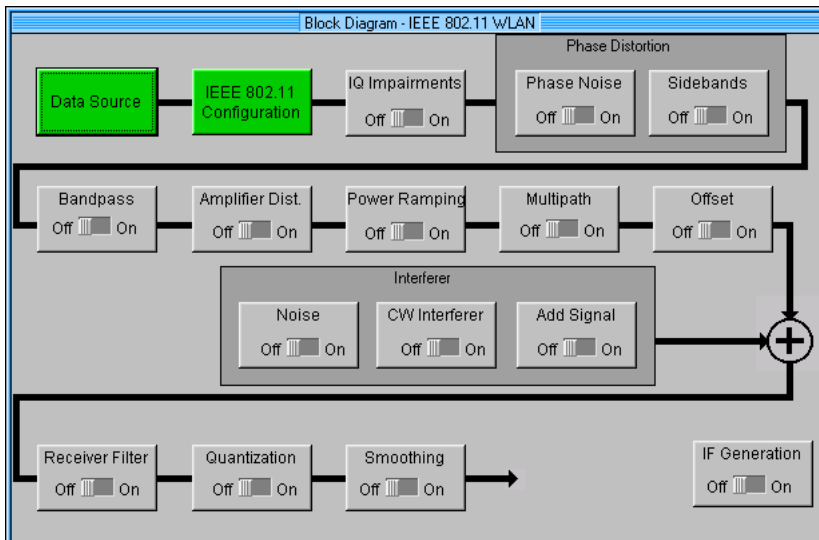 Block Diagram - IEEE 802.11 WLAN
Phase Distortion
Data Source
IEEE 802.11
Configuration
IQ Impairments
Off On
Phase Noise
Off On
Sidebands
Off On
Bandpass
Off On
Amplifier Dist.
Off On
Power Ramping
Off On
Multipath
Off On
Offset
Off On
Interferer
Noise
Off On
CW Interferer
Off On
Add Signal
Off On
+
Receiver Filter
Off On
Quantization
Off On
Smoothing
Off On
IF Generation
Off On